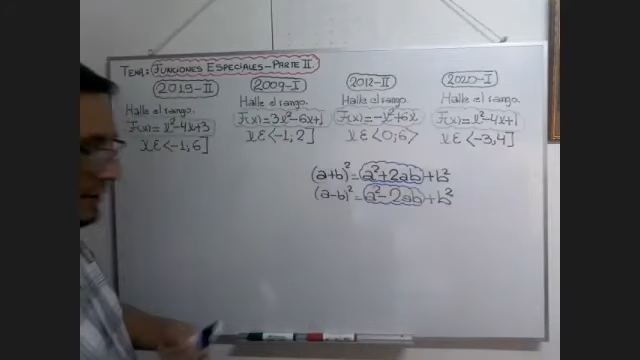 TEMA: FUNCIONES ESPECIALES-PARTE II.
2019-II
Halle el rango.
F(x)=x²-4x+3
x∈<-1,6]
2009-I
Halle el rango.
F(x)=3x²-6x+1
x∈<-1,2]
2012-II
Halle el rango.
F(x)=-x²+6x
x∈<0,6>
2020-I
Halle el rango.
F(x)=x²-4x+1
x∈<-3,4]
(a+b)²=a²+2ab+b²
(a-b)²=a²-2ab+b²